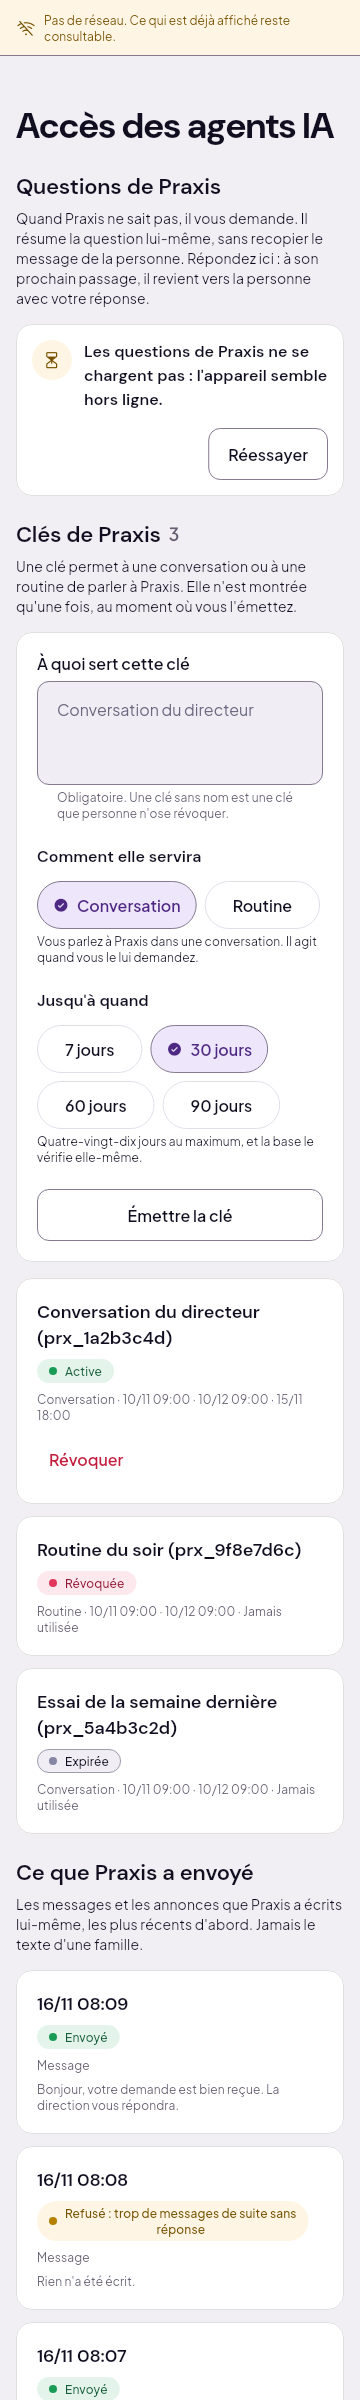 Pas de réseau. Ce qui est déjà affiché reste
consultable.
Accès des agents IA
Questions de Praxis
Quand Praxis ne sait pas, il vous demande. Il
résume la question lui-même, sans recopier le
message de la personne. Répondez ici : à son
prochain passage, il revient vers la personne
avec votre réponse.
Les questions de Praxis ne se
chargent pas : l'appareil semble
hors ligne.
Réessayer
Clés de Praxis 3
Une clé permet à une conversation ou à une
routine de parler à Praxis. Elle n'est montrée
qu'une fois, au moment où vous l'émettez.
À quoi sert cette clé
Conversation du directeur
Obligatoire. Une clé sans nom est une clé
que personne n'ose révoquer.
Comment elle servira
Conversation
Routine
Vous parlez à Praxis dans une conversation. Il agit
quand vous le lui demandez.
Jusqu'à quand
7 jours
30 jours
60 jours
90 jours
Quatre-vingt-dix jours au maximum, et la base le
vérifie elle-même.
Émettre la clé
Conversation du directeur
(prx_1a2b3c4d)
Active
Conversation · 10/11 09:00 · 10/12 09:00 · 15/11
18:00
Révoquer
Routine du soir (prx_9f8e7d6c)
Révoquée
Routine · 10/11 09:00 · 10/12 09:00 · Jamais
utilisée
Essai de la semaine dernière
(prx_5a4b3c2d)
Expirée
Conversation · 10/11 09:00 · 10/12 09:00 · Jamais
utilisée
Ce que Praxis a envoyé
Les messages et les annonces que Praxis a écrits
lui-même, les plus récents d'abord. Jamais le
texte d'une famille.
16/11 08:09
Envoyé
Message
Bonjour, votre demande est bien reçue. La
direction vous répondra.
16/11 08:08
Refusé : trop de messages de suite sans
réponse
Message
Rien n'a été écrit.
16/11 08:07
Envoyé